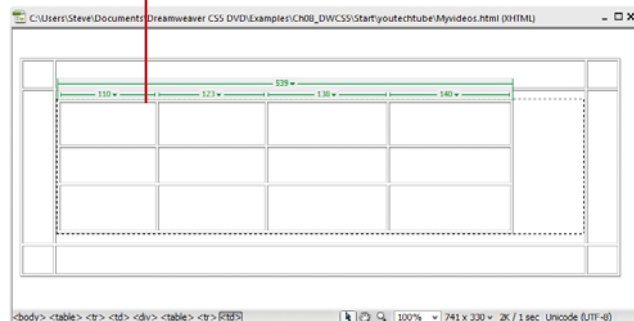 C:\Users\Steve\Documents\Dreamweaver CS5 DVD\Examples\Ch08_DWCS5\Start\youtechtube\Myvideos.html (XHTML)
539
110 123 138 140
<body> <table> <tr> <td> <div> <table> <tr> <td> 100% 741 x 330 2K / 1 sec Unicode (UTF-8)